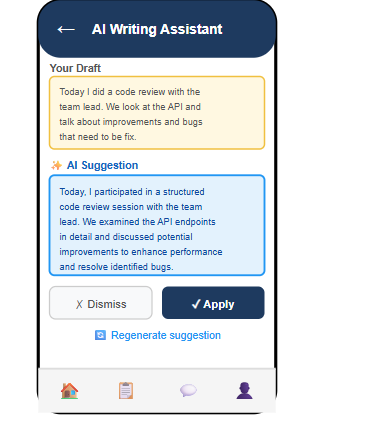 ← AI Writing Assistant
Your Draft
Today I did a code review with the
team lead. We look at the API and
talk about improvements and bugs
that need to be fix.
✨ AI Suggestion
Today, I participated in a structured
code review session with the team
lead. We examined the API endpoints
in detail and discussed potential
improvements to enhance performance
and resolve identified bugs.
✗ Dismiss
✓ Apply
🔄 Regenerate suggestion